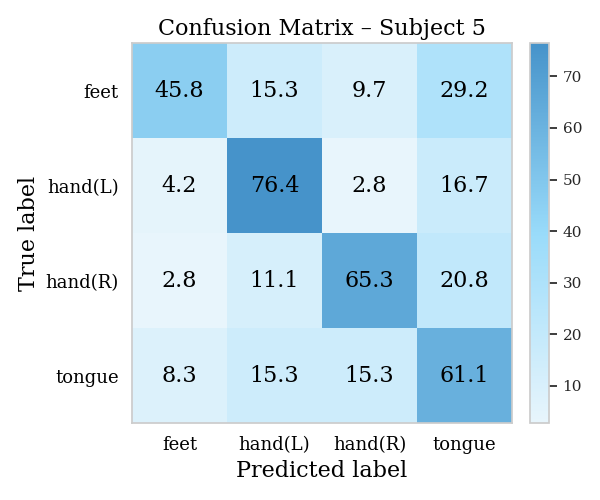 Confusion Matrix – Subject 5
feet 45.8 15.3 9.7 29.2
hand(L) 4.2 76.4 2.8 16.7
hand(R) 2.8 11.1 65.3 20.8
tongue 8.3 15.3 15.3 61.1
feet hand(L) hand(R) tongue
Predicted label
True label
70
60
50
40
30
20
10